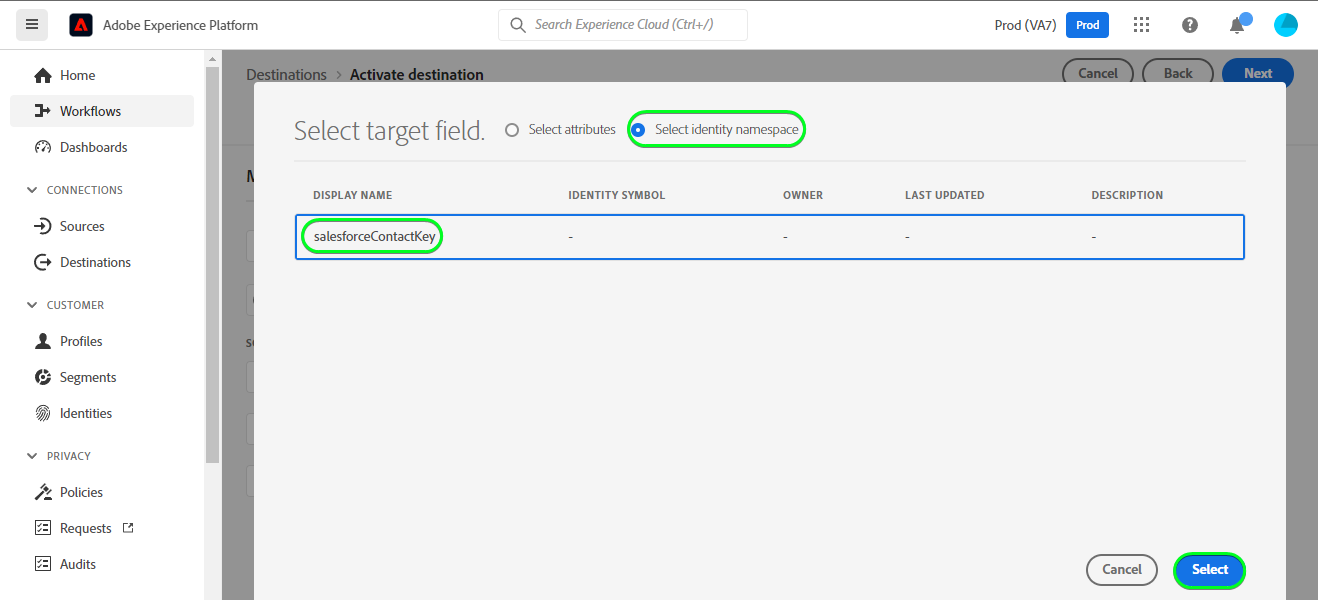 Adobe Experience Platform
Search Experience Cloud (Ctrl+/)
Prod (VA7)
Prod
Home
Workflows
Dashboards
CONNECTIONS
Sources
Destinations
CUSTOMER
Profiles
Segments
Identities
PRIVACY
Policies
Requests
Audits
Destinations > Activate destination
Cancel
Back
Next
Select target field.
Select attributes
Select identity namespace
DISPLAY NAME IDENTITY SYMBOL OWNER LAST UPDATED DESCRIPTION
salesforceContactKey - - - -
Cancel
Select